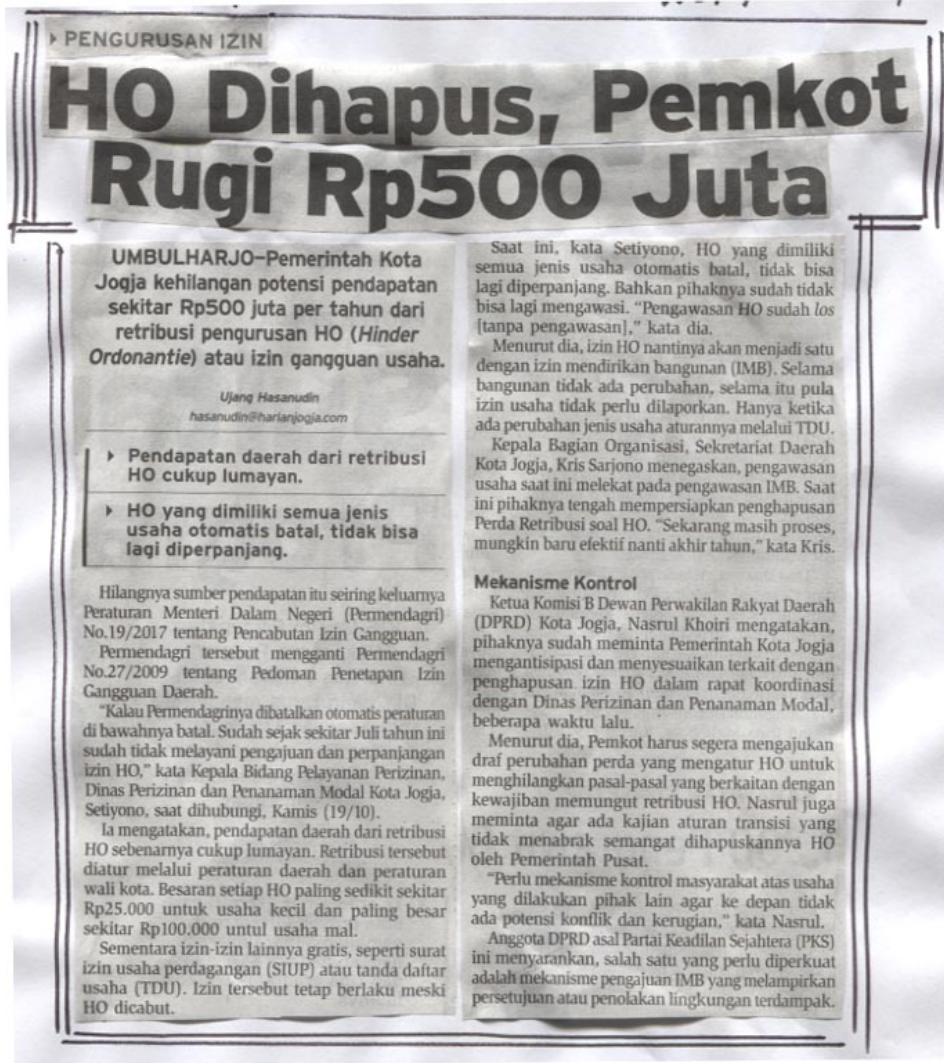 PENGURUSAN IZIN
HO Dihapus, Pemkot
Rugi Rp500 Juta
UMBULHARJO–Pemerintah Kota
Jogja kehilangan potensi pendapatan
sekitar Rp500 juta per tahun dari
retribusi pengurusan HO (Hinder
Ordonantie) atau izin gangguan usaha.
Ujang Hasanudin
hasanudin@harianjogja.com
Pendapatan daerah dari retribusi
HO cukup lumayan.
HO yang dimiliki semua jenis
usaha otomatis batal, tidak bisa
lagi diperpanjang.
Hilangnya sumber pendapatan itu seiring keluarnya
Peraturan Menteri Dalam Negeri (Permendagri)
No.19/2017 tentang Pencabutan Izin Gangguan.
Permendagri tersebut mengganti Permendagri
No.27/2009 tentang Pedoman Penetapan Izin
Gangguan Daerah.
"Kalau Permendagrinya dibatalkan otomatis peraturan
di bawahnya batal. Sudah sejak sekitar Juli tahun ini
sudah tidak melayani pengajuan dan perpanjangan
izin HO," kata Kepala Bidang Pelayanan Perizinan,
Dinas Perizinan dan Penanaman Modal Kota Jogja,
Setiyono, saat dihubungi, Kamis (19/10).
Ia mengatakan, pendapatan daerah dari retribusi
HO sebenarnya cukup lumayan. Retribusi tersebut
diatur melalui peraturan daerah dan peraturan
wali kota. Besaran setiap HO paling sedikit sekitar
Rp25.000 untuk usaha kecil dan paling besar
sekitar Rp100.000 untul usaha mal.
Sementara izin-izin lainnya gratis, seperti surat
izin usaha perdagangan (SIUP) atau tanda daftar
usaha (TDU). Izin tersebut tetap berlaku meski
HO dicabut.
Saat ini, kata Setiyono, HO yang dimiliki
semua jenis usaha otomatis batal, tidak bisa
lagi diperpanjang. Bahkan pihaknya sudah tidak
bisa lagi mengawasi. "Pengawasan HO sudah los
[tanpa pengawasan]," kata dia.
Menurut dia, izin HO nantinya akan menjadi satu
dengan izin mendirikan bangunan (IMB). Selama
bangunan tidak ada perubahan, selama itu pula
izin usaha tidak perlu dilaporkan. Hanya ketika
ada perubahan jenis usaha aturannya melalui TDU.
Kepala Bagian Organisasi, Sekretariat Daerah
Kota Jogja, Kris Sarjono menegaskan, pengawasan
usaha saat ini melekat pada pengawasan IMB. Saat
ini pihaknya tengah mempersiapkan penghapusan
Perda Retribusi soal HO. "Sekarang masih proses,
mungkin baru efektif nanti akhir tahun," kata Kris.
Mekanisme Kontrol
Ketua Komisi B Dewan Perwakilan Rakyat Daerah
(DPRD) Kota Jogja, Nasrul Khoiri mengatakan,
pihaknya sudah meminta Pemerintah Kota Jogja
mengantisipasi dan menyesuaikan terkait dengan
penghapusan izin HO dalam rapat koordinasi
dengan Dinas Perizinan dan Penanaman Modal,
beberapa waktu lalu.
Menurut dia, Pemkot harus segera mengajukan
draf perubahan perda yang mengatur HO untuk
menghilangkan pasal-pasal yang berkaitan dengan
kewajiban memungut retribusi HO. Nasrul juga
meminta agar ada kajian aturan transisi yang
tidak menabrak semangat dihapuskannya HO
oleh Pemerintah Pusat.
"Perlu mekanisme kontrol masyarakat atas usaha
yang dilakukan pihak lain agar ke depan tidak
ada potensi konflik dan kerugian," kata Nasrul.
Anggota DPRD asal Partai Keadilan Sejahtera (PKS)
ini menyarankan, salah satu yang perlu diperkuat
adalah mekanisme pengajuan IMB yang melampirkan
persetujuan atau penolakan lingkungan terdampak.